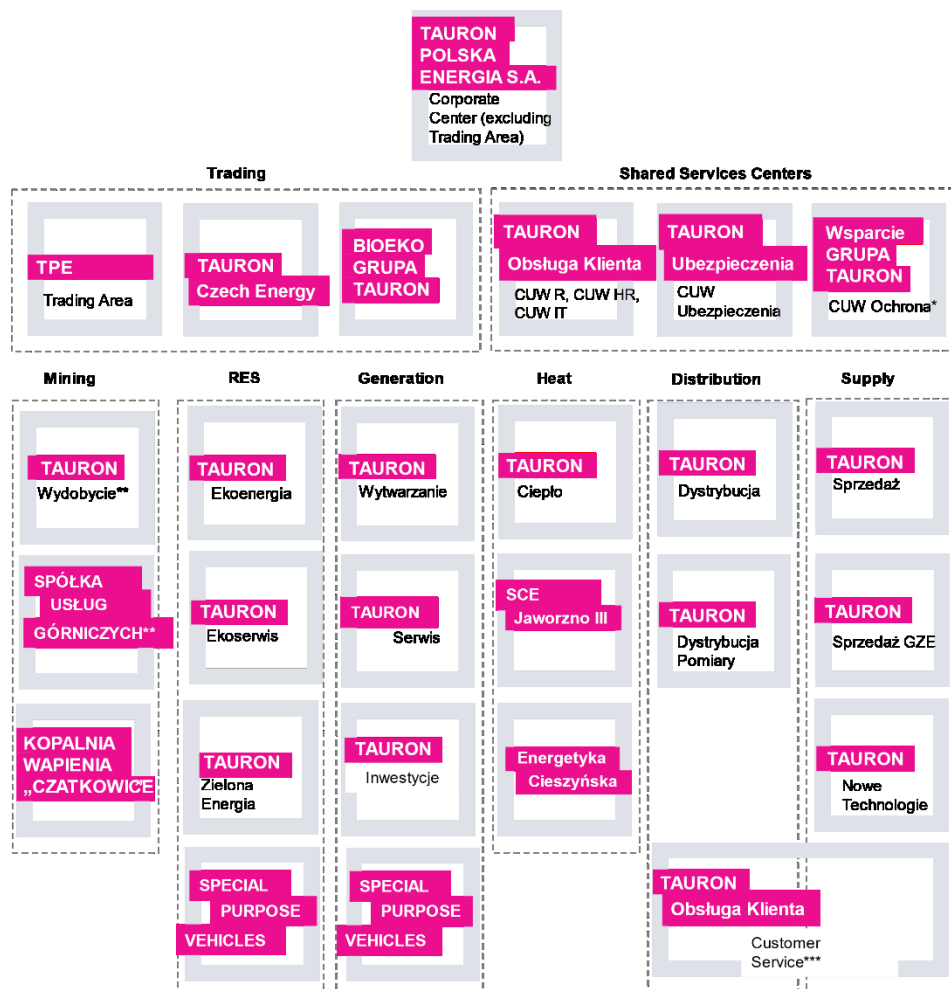 TAURON
POLSKA
ENERGIA S.A.
Corporate
Center (excluding
Trading Area)
Trading
Shared Services Centers
TPE
Trading Area
TAURON
Czech Energy
BIOEKO
GRUPA
TAURON
TAURON
Obsługa Klienta
CUW R, CUW HR,
CUW IT
TAURON
Ubezpieczenia
CUW
Ubezpieczenia
Wsparcie
GRUPA
TAURON
CUW Ochrona*
Mining
RES
Generation
Heat
Distribution
Supply
TAURON
Wydobycie**
TAURON
Ekoenergia
TAURON
Wytwarzanie
TAURON
Ciepło
TAURON
Dystrybucja
TAURON
Sprzedaż
SPÓŁKA
USŁUG
GÓRNICZYCH**
TAURON
Ekoserwis
TAURON
Serwis
SCE
Jaworzno III
TAURON
Dystrybucja
Pomiary
TAURON
Sprzedaż GZE
KOPALNIA
WAPIENIA
„CZATKOWICE
TAURON
Zielona
Energia
TAURON
Inwestycje
Energetyka
Cieszyńska
TAURON
Nowe
Technologie
SPECIAL
PURPOSE
VEHICLES
SPECIAL
PURPOSE
VEHICLES
TAURON
Obsługa Klienta
Customer
Service***